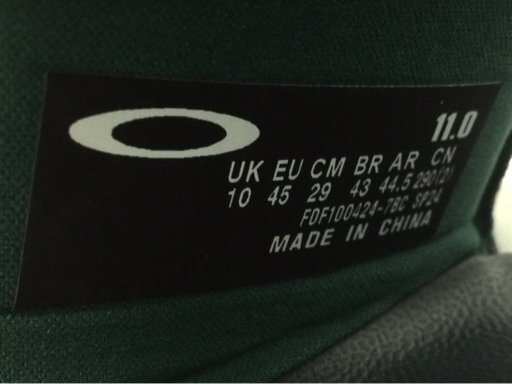 11.0
UK EU CM BR AR CN
10 45 29 43 44.5 290(2)
FOF100424-7BC SP24
MADE IN CHINA